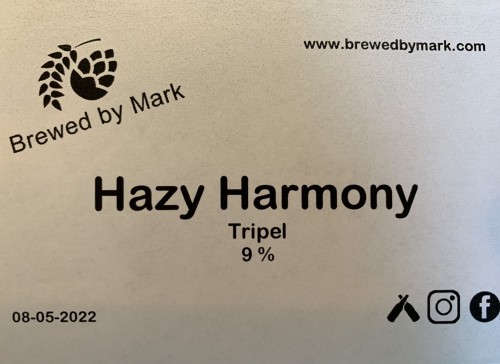 www.brewedbymark.com
Brewed by Mark
Hazy Harmony
Tripel
9 %
08-05-2022